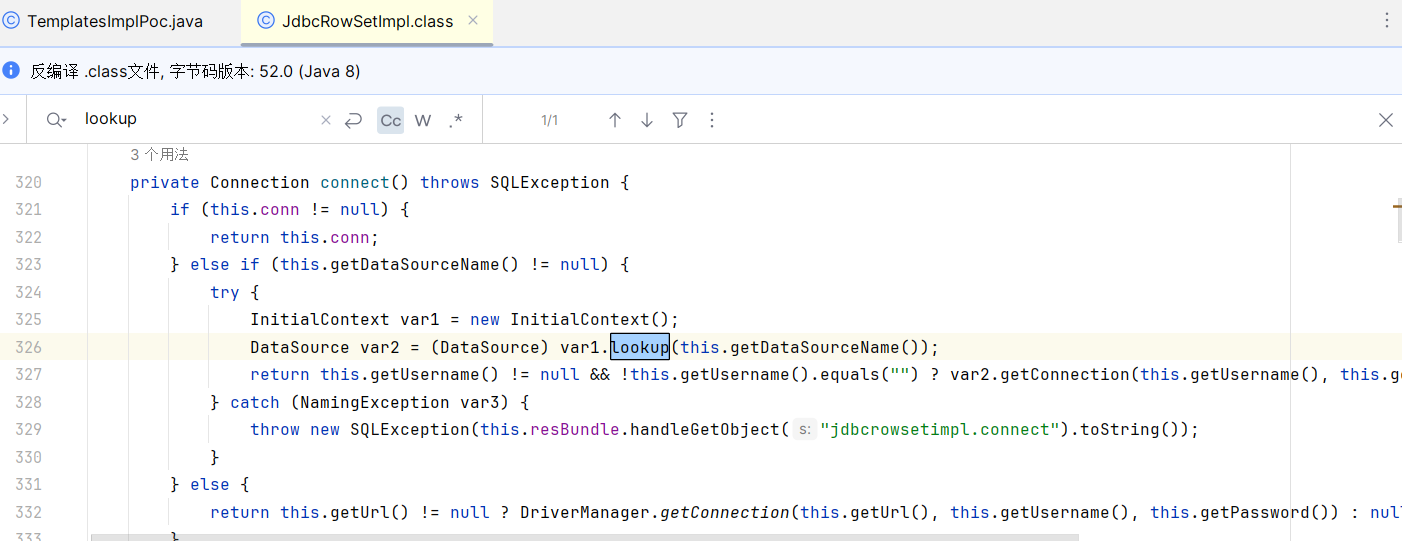 TemplatesImplPoc.java
JdbcRowSetImpl.class
反编译 .class文件, 字节码版本: 52.0 (Java 8)
lookup Cc W .* 1/1
3 个用法
320 private Connection connect() throws SQLException {
321 if (this.conn != null) {
322 return this.conn;
323 } else if (this.getDataSourceName() != null) {
324 try {
325 InitialContext var1 = new InitialContext();
326 DataSource var2 = (DataSource) var1.lookup(this.getDataSourceName());
327 return this.getUsername() != null && !this.getUsername().equals("") ? var2.getConnection(this.getUsername(), this.ge
328 } catch (NamingException var3) {
329 throw new SQLException(this.resBundle.handleGetObject( s: "jdbcrowsetimpl.connect").toString());
330 }
331 } else {
332 return this.getUrl() != null ? DriverManager.getConnection(this.getUrl(), this.getUsername(), this.getPassword()) : nul
333 }